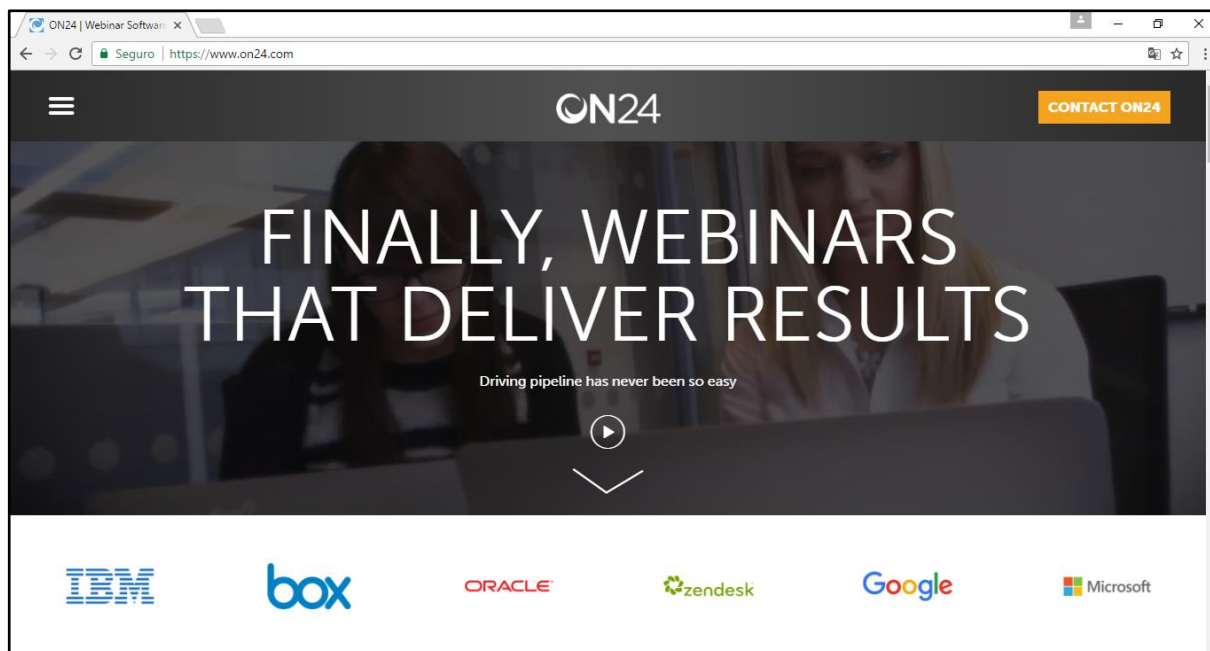 ON24 | Webinar Softwar
Seguro | https://www.on24.com
ON24
CONTACT ON24
FINALLY, WEBINARS
THAT DELIVER RESULTS
Driving pipeline has never been so easy
IBM
box
ORACLE
zendesk
Google
Microsoft